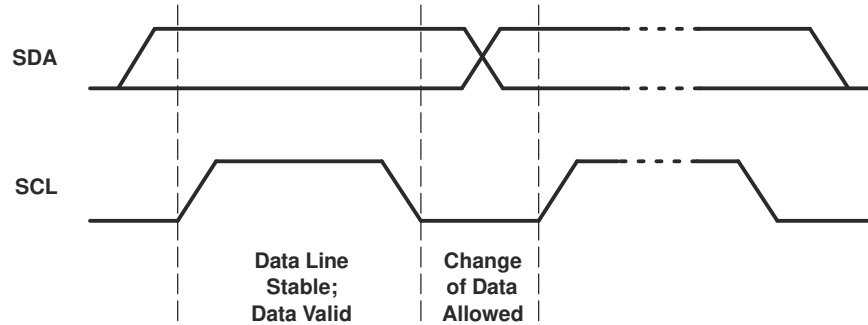 SDA
SCL
Data Line
Stable;
Data Valid
Change
of Data
Allowed